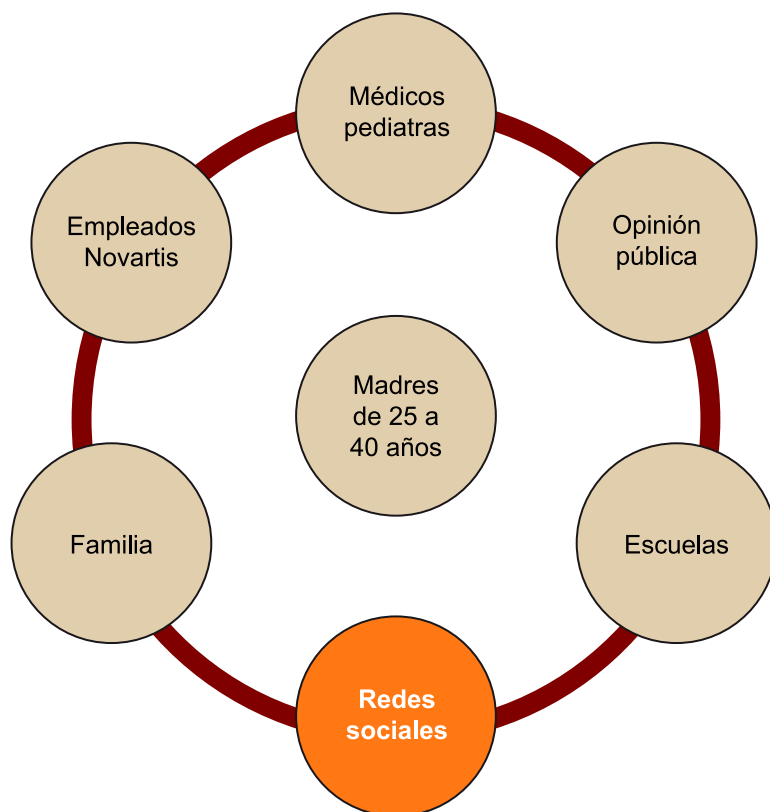 Médicos
pediatras
Empleados
Novartis
Opinión
pública
Madres
de 25 a
40 años
Familia
Escuelas
Redes
sociales